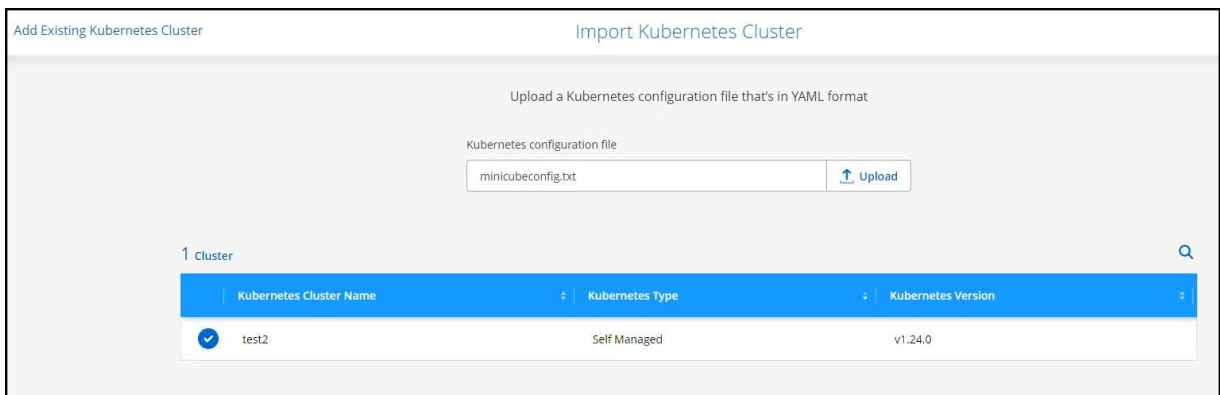 Add Existing Kubernetes Cluster
Import Kubernetes Cluster
Upload a Kubernetes configuration file that's in YAML format
Kubernetes configuration file
minicubeconfig.txt
Upload
1 Cluster
Kubernetes Cluster Name Kubernetes Type Kubernetes Version
test2 Self Managed v1.24.0